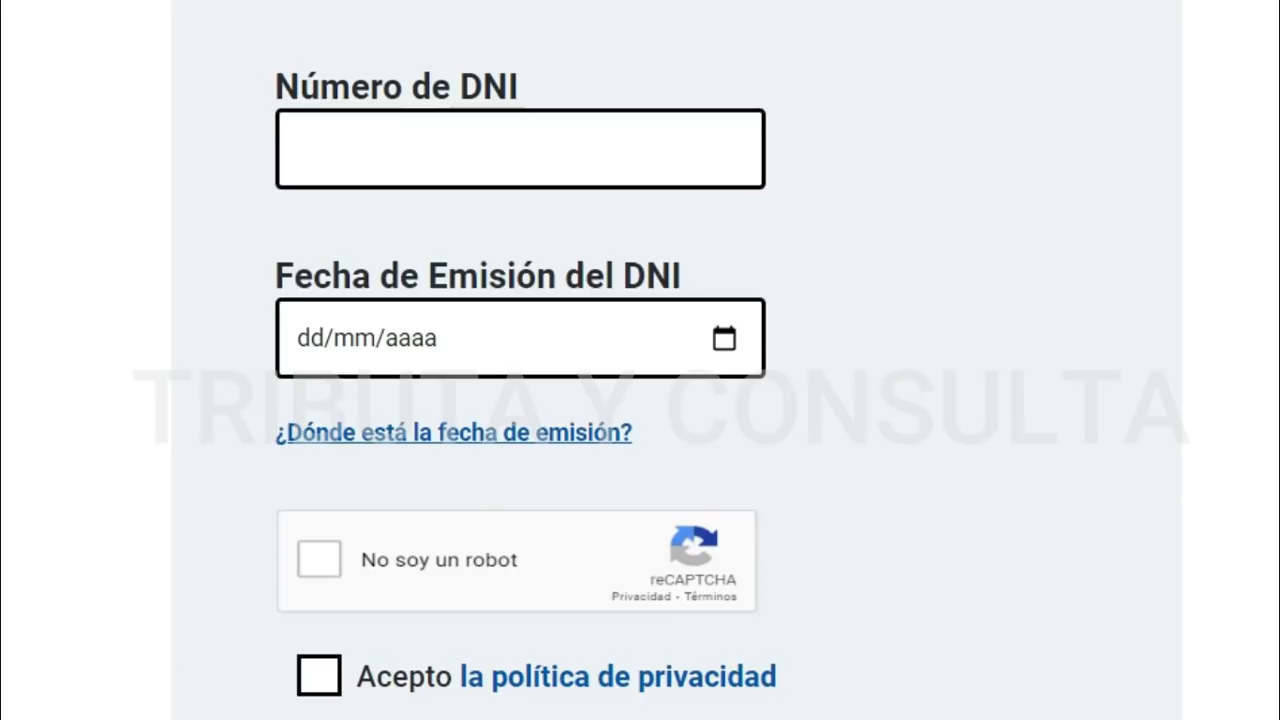 Número de DNI
Fecha de Emisión del DNI
dd/mm/aaaa
TRIBUTA Y CONSULTA
¿Dónde está la fecha de emisión?
No soy un robot
reCAPTCHA
Privacidad - Términos
Acepto la política de privacidad